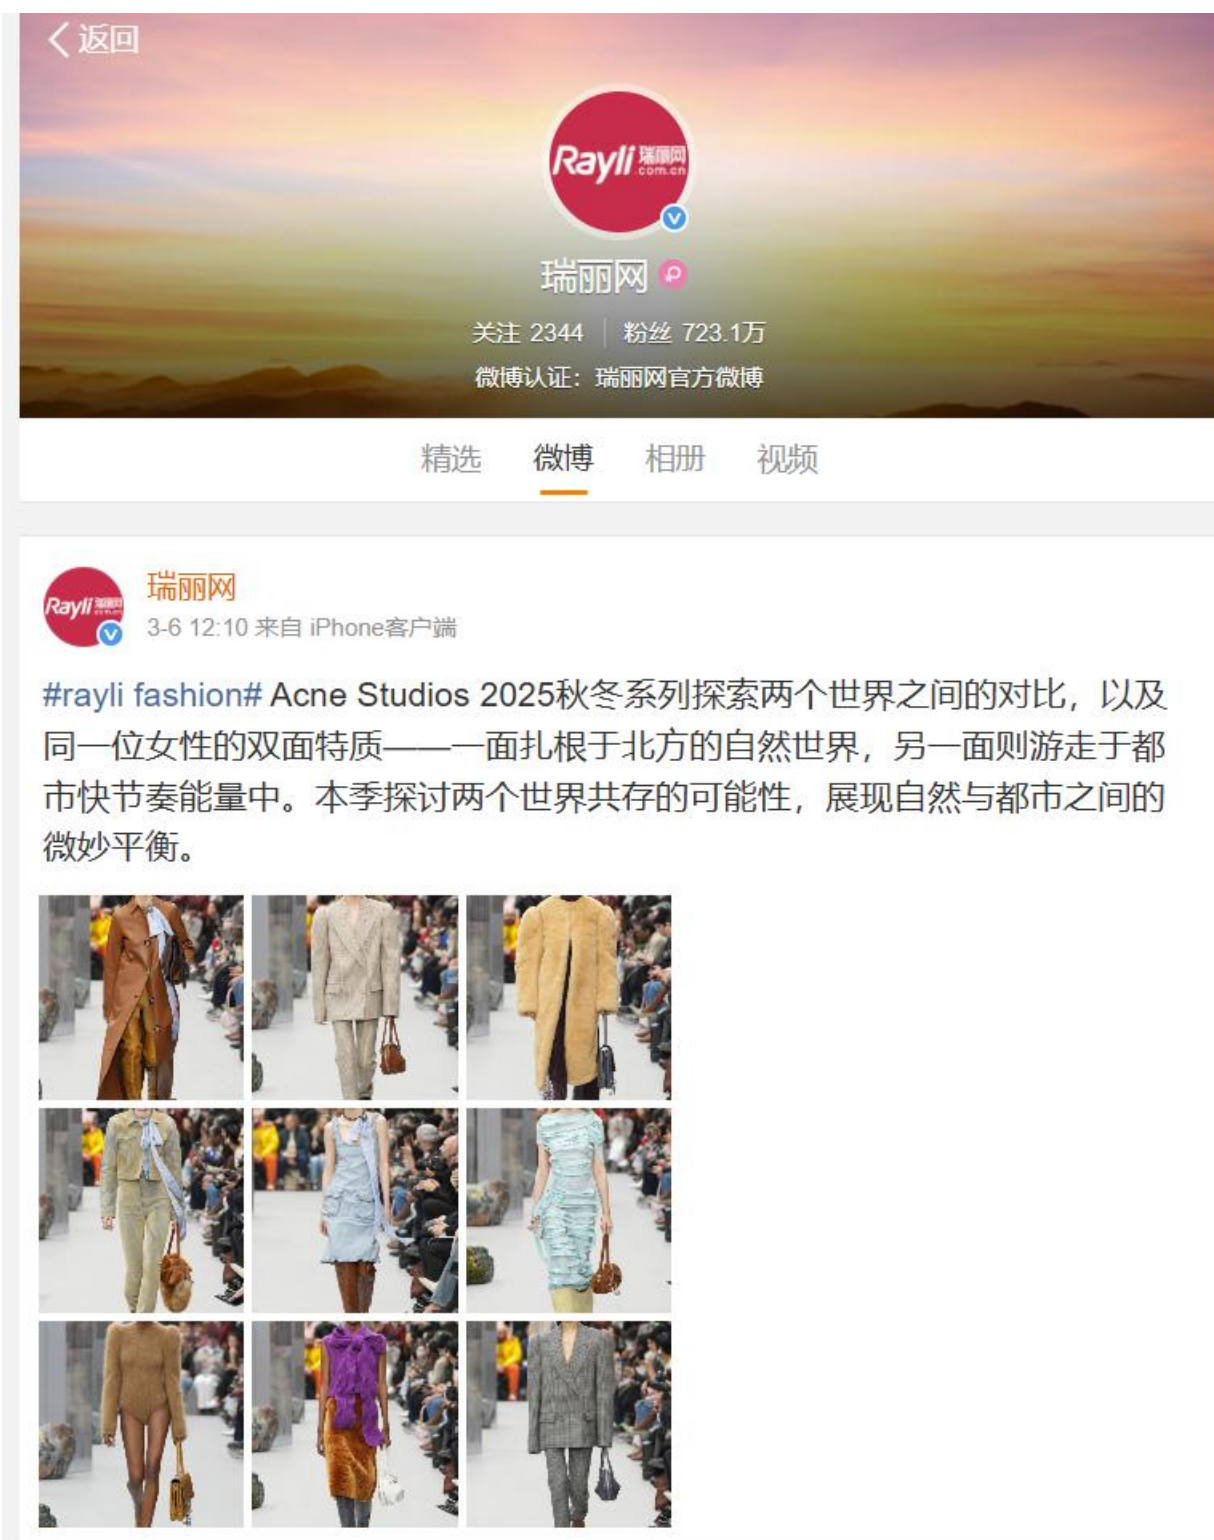 返回
Rayli 瑞丽网
.com.cn
瑞丽网
关注 2344 粉丝 723.1万
微博认证：瑞丽网官方微博
精选 微博 相册 视频
瑞丽网
Rayli
3-6 12:10 来自 iPhone客户端
#rayli fashion# Acne Studios 2025秋冬系列探索两个世界之间的对比，以及
同一位女性的双面特质——一面扎根于北方的自然世界，另一面则游走于都
市快节奏能量中。本季探讨两个世界共存的可能性，展现自然与都市之间的
微妙平衡。